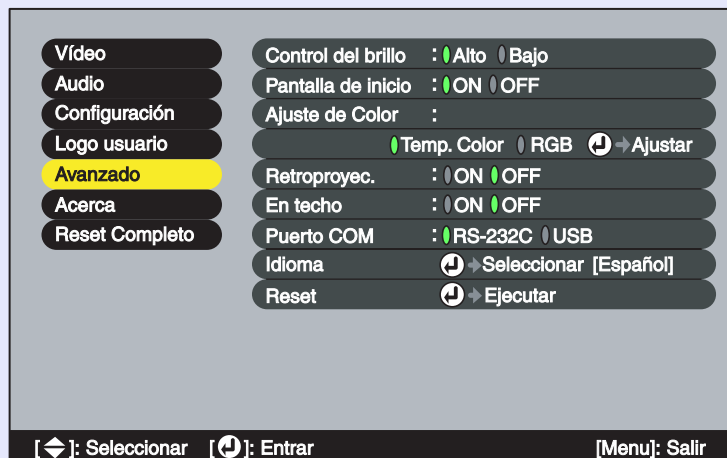 Vídeo
Audio
Configuración
Logo usuario
Avanzado
Acerca
Reset Completo
Control del brillo : Alto Bajo
Pantalla de inicio : ON OFF
Ajuste de Color :
Temp. Color RGB Ajustar
Retroproyec. : ON OFF
En techo : ON OFF
Puerto COM : RS-232C USB
Idioma Seleccionar [Español]
Reset Ejecutar
[ ]: Seleccionar [ ]: Entrar [Menu]: Salir